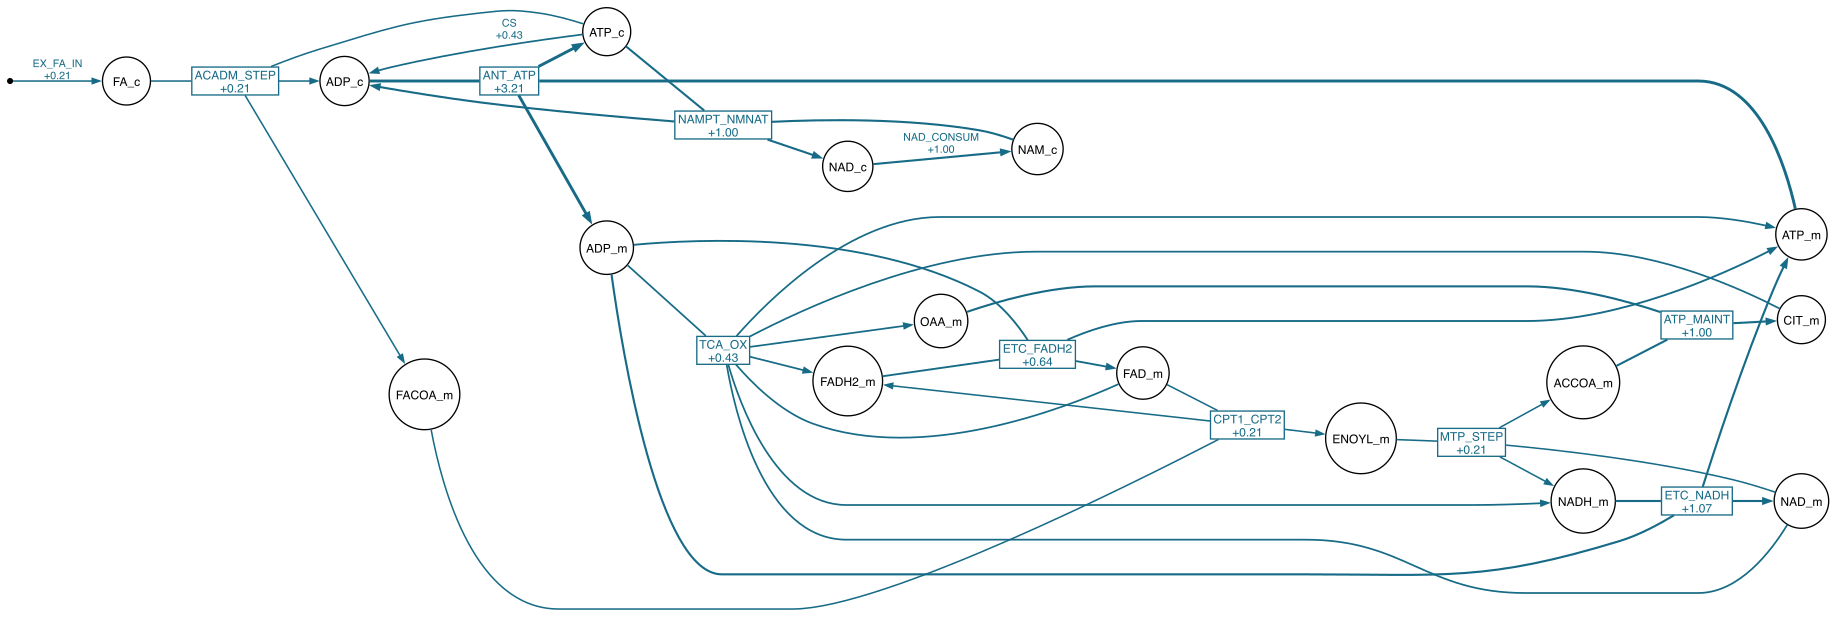 CS
+0.43
ATP_c
EX_FA_IN
+0.21
FA_c
ACADM_STEP
+0.21
ADP_c
ANT_ATP
+3.21
NAMPT_NMNAT
+1.00
NAD_CONSUM
+1.00
NAM_c
NAD_c
ADP_m
ATP_m
OAA_m
ATP_MAINT
+1.00
CIT_m
TCA_OX
+0.43
ETC_FADH2
+0.64
FADH2_m
FAD_m
ACCOA_m
FACOA_m
CPT1_CPT2
+0.21
ENOYL_m
MTP_STEP
+0.21
NADH_m
ETC_NADH
+1.07
NAD_m